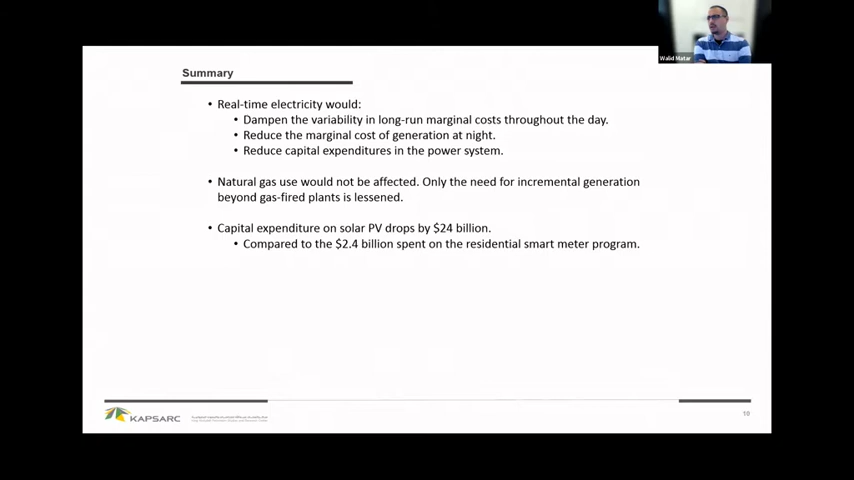 Walid Matar
Summary
• Real-time electricity would:
• Dampen the variability in long-run marginal costs throughout the day.
• Reduce the marginal cost of generation at night.
• Reduce capital expenditures in the power system.
• Natural gas use would not be affected. Only the need for incremental generation
beyond gas-fired plants is lessened.
• Capital expenditure on solar PV drops by $24 billion.
• Compared to the $2.4 billion spent on the residential smart meter program.
KAPSARC
10